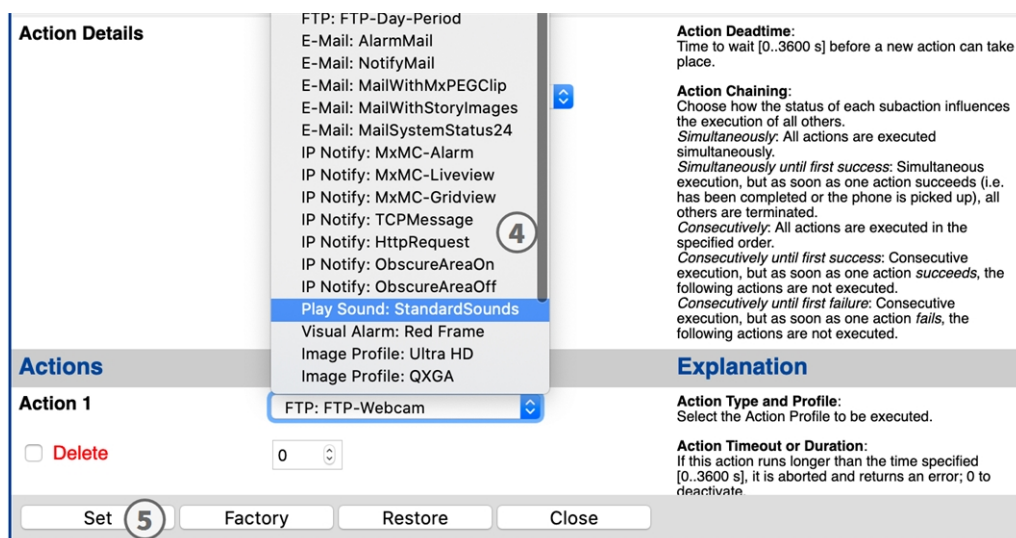 FTP: FTP-Day-Period
Action Details
E-Mail: AlarmMail
E-Mail: NotifyMail
E-Mail: MailWithMxPEGClip
E-Mail: MailWithStoryImages
E-Mail: MailSystemStatus24
IP Notify: MxMC-Alarm
IP Notify: MxMC-Liveview
IP Notify: MxMC-Gridview
IP Notify: TCPMessage
IP Notify: HttpRequest
IP Notify: ObscureAreaOn
IP Notify: ObscureAreaOff
Play Sound: StandardSounds
Visual Alarm: Red Frame
Image Profile: Ultra HD
Image Profile: QXGA
4
Action Deadtime:
Time to wait [0..3600 s] before a new action can take
place.
Action Chaining:
Choose how the status of each subaction influences
the execution of all others.
Simultaneously: All actions are executed
simultaneously.
Simultaneously until first success: Simultaneous
execution, but as soon as one action succeeds (i.e.
has been completed or the phone is picked up), all
others are terminated.
Consecutively: All actions are executed in the
specified order.
Consecutively until first success: Consecutive
execution, but as soon as one action succeeds, the
following actions are not executed.
Consecutively until first failure: Consecutive
execution, but as soon as one action fails, the
following actions are not executed.
Actions
Explanation
Action 1
FTP: FTP-Webcam
Action Type and Profile:
Select the Action Profile to be executed.
Delete
0
Action Timeout or Duration:
If this action runs longer than the time specified
[0..3600 s], it is aborted and returns an error; 0 to
deactivate.
Set
5
Factory
Restore
Close